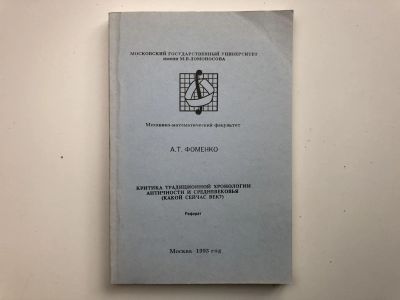 МОСКОВСКИЙ ГОСУДАРСТВЕННЫЙ УНИВЕРСИТЕТ
имени М.В.ЛОМОНОСОВА
Механико-математический факультет
А.Т. ФОМЕНКО
КРИТИКА ТРАДИЦИОННОЙ ХРОНОЛОГИИ
АНТИЧНОСТИ И СРЕДНЕВЕКОВЬЯ
(КАКОЙ СЕЙЧАС ВЕК?)
Реферат
Москва 1993 год